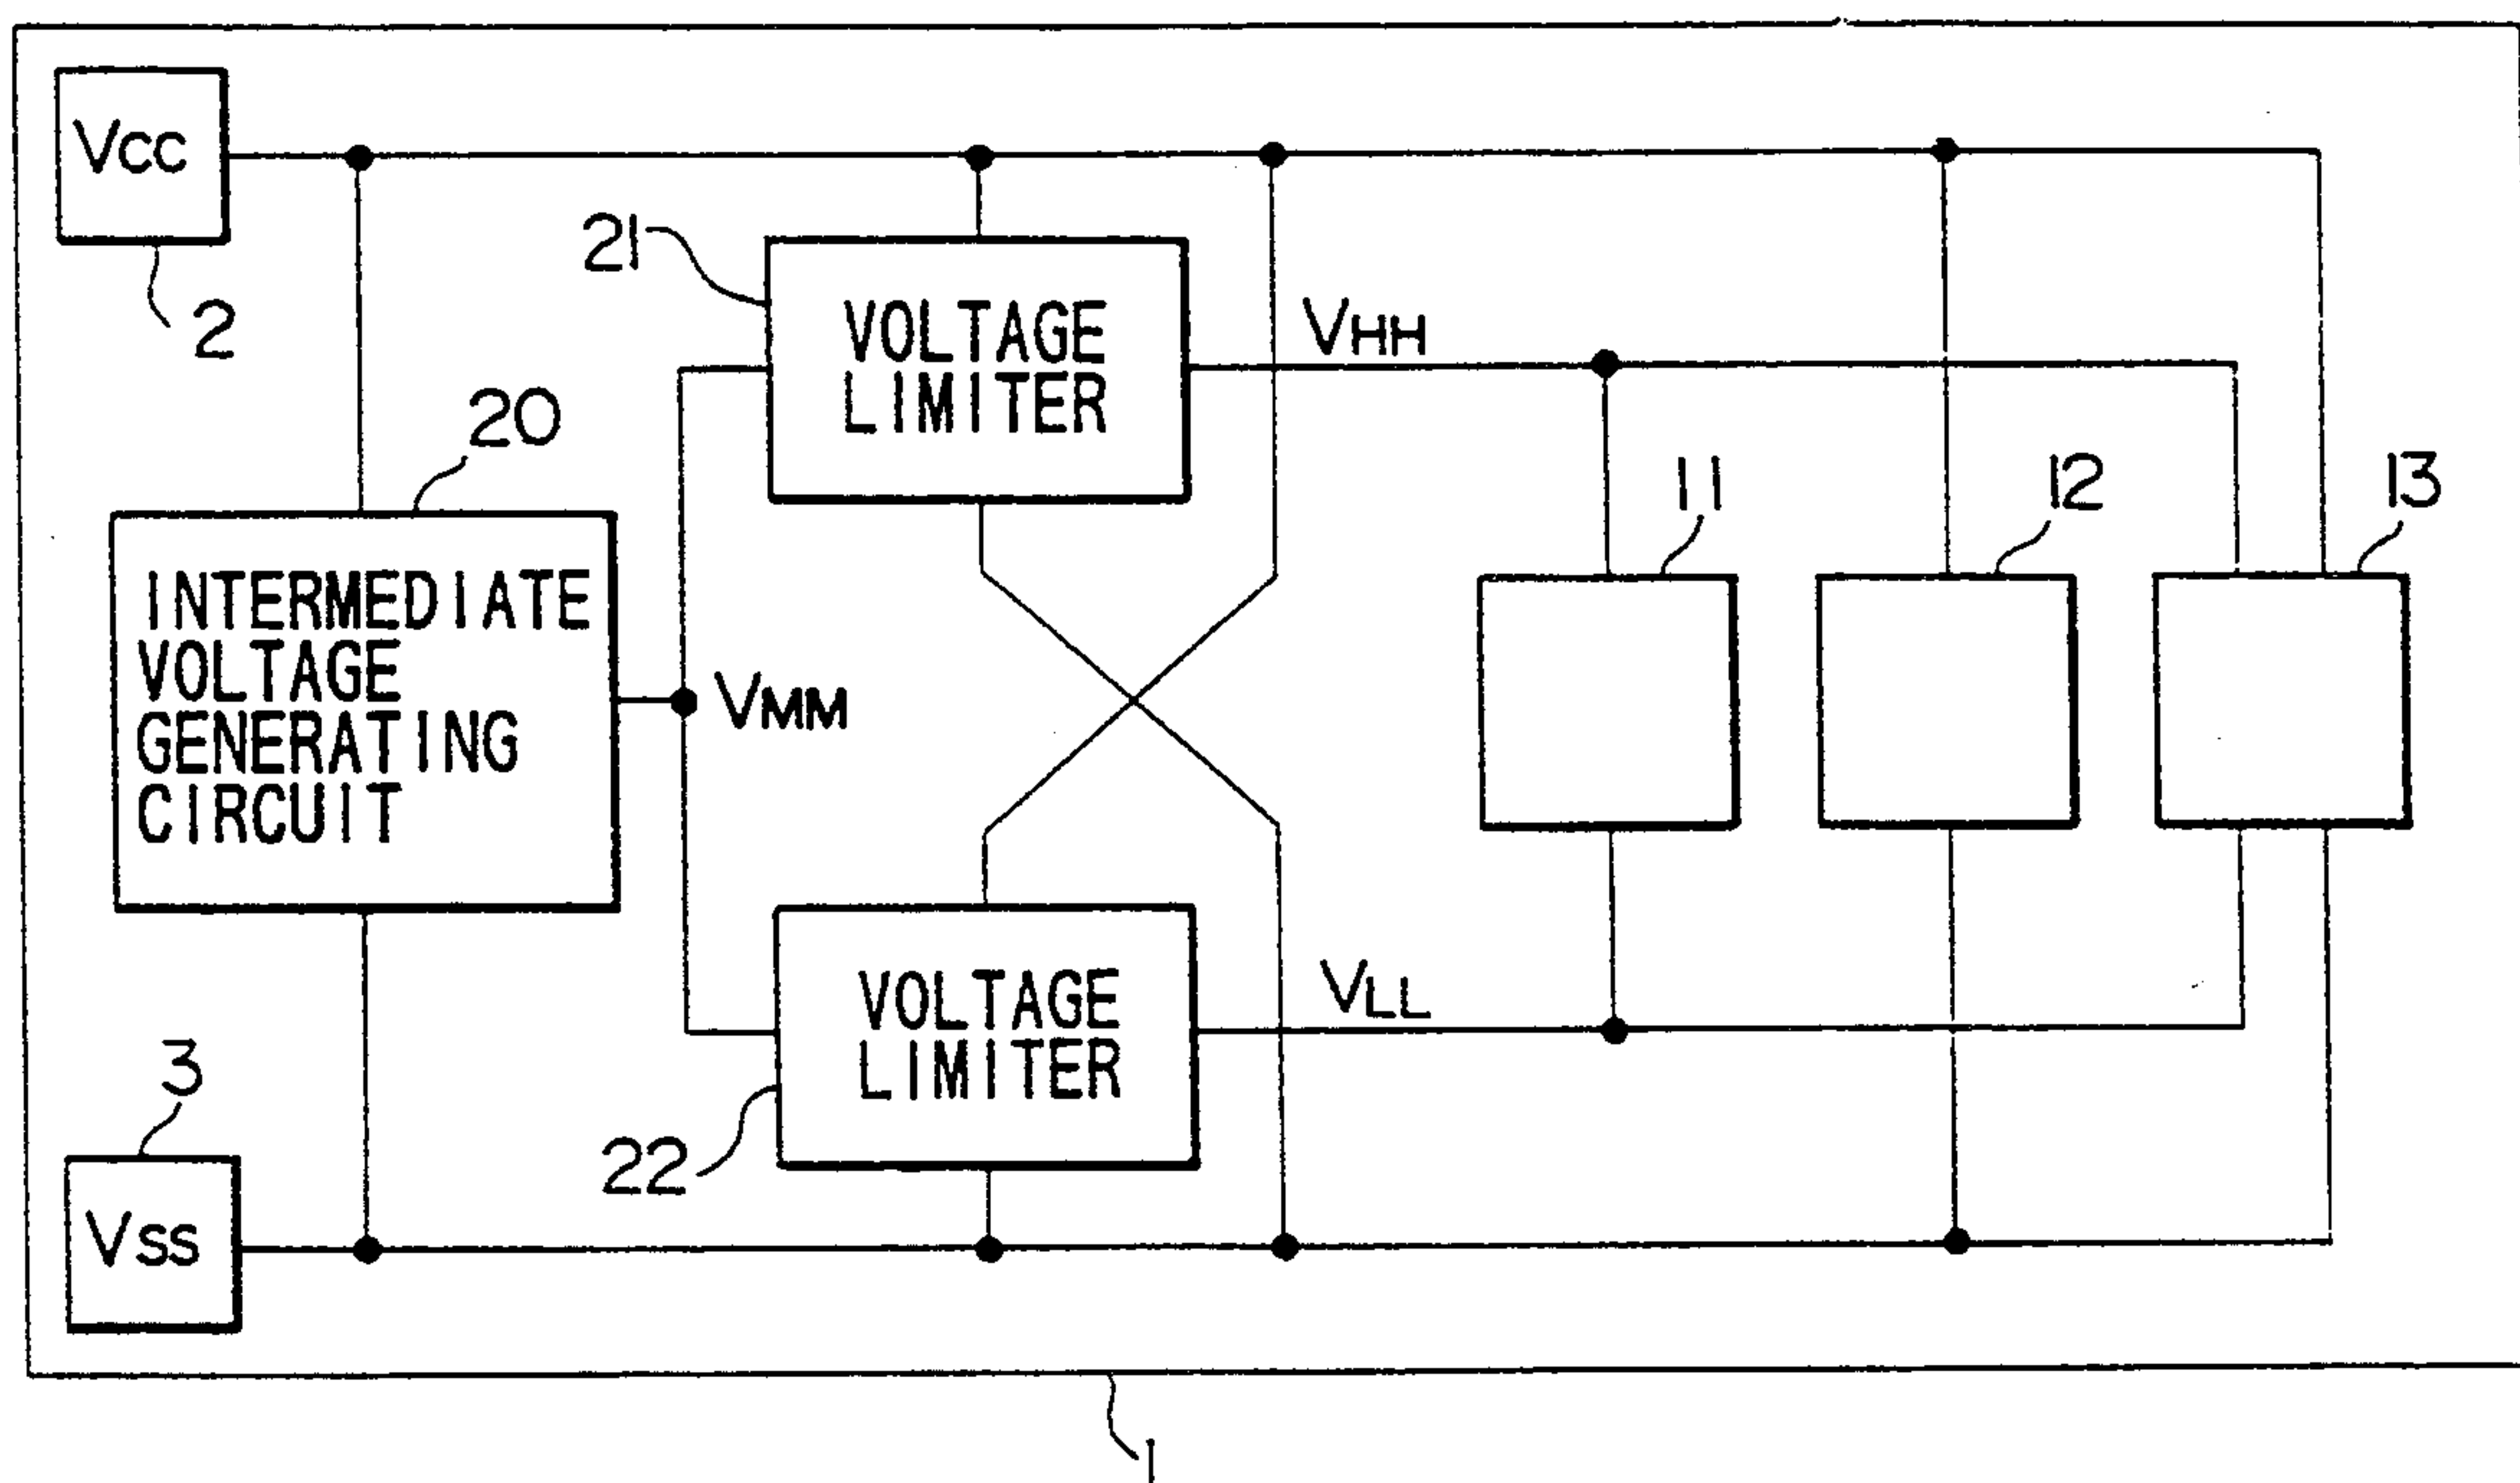 VCC
2
21
VOLTAGE
LIMITER
VHH
20
11
12
13
INTERMEDIATE
VOLTAGE
GENERATING
CIRCUIT
VMM
VOLTAGE
LIMITER
VLL
3
22
VSS
1